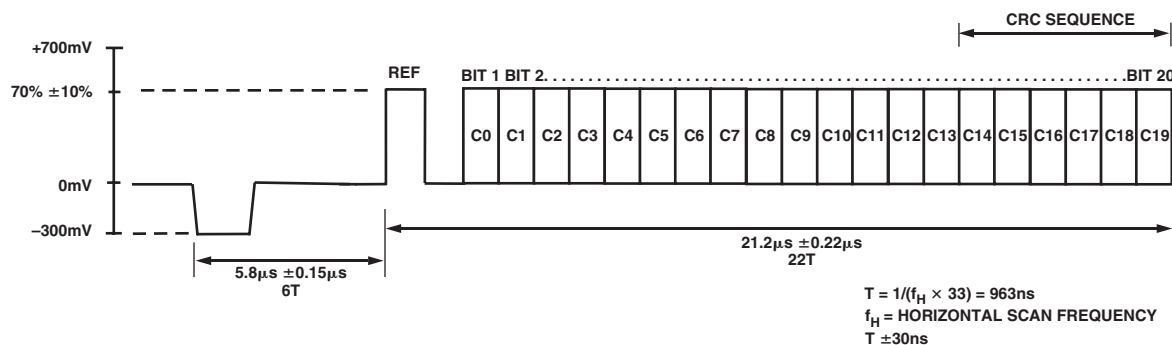 CRC SEQUENCE
+700mV
REF
BIT 1 BIT 2. . . . . . . . . . . . . . . . . . . . . . . . . . . . . . . . . . . . . . . . . . . . . . . . . . . . . . . . . . . . . . . . . . . . . . . . . . .BIT 20
70% ±10%
C0 C1 C2 C3 C4 C5 C6 C7 C8 C9 C10 C11 C12 C13 C14 C15 C16 C17 C18 C19
0mV
–300mV
21.2µs ±0.22µs
22T
5.8µs ±0.15µs
6T
T = 1/(fH × 33) = 963ns
fH = HORIZONTAL SCAN FREQUENCY
T ±30ns